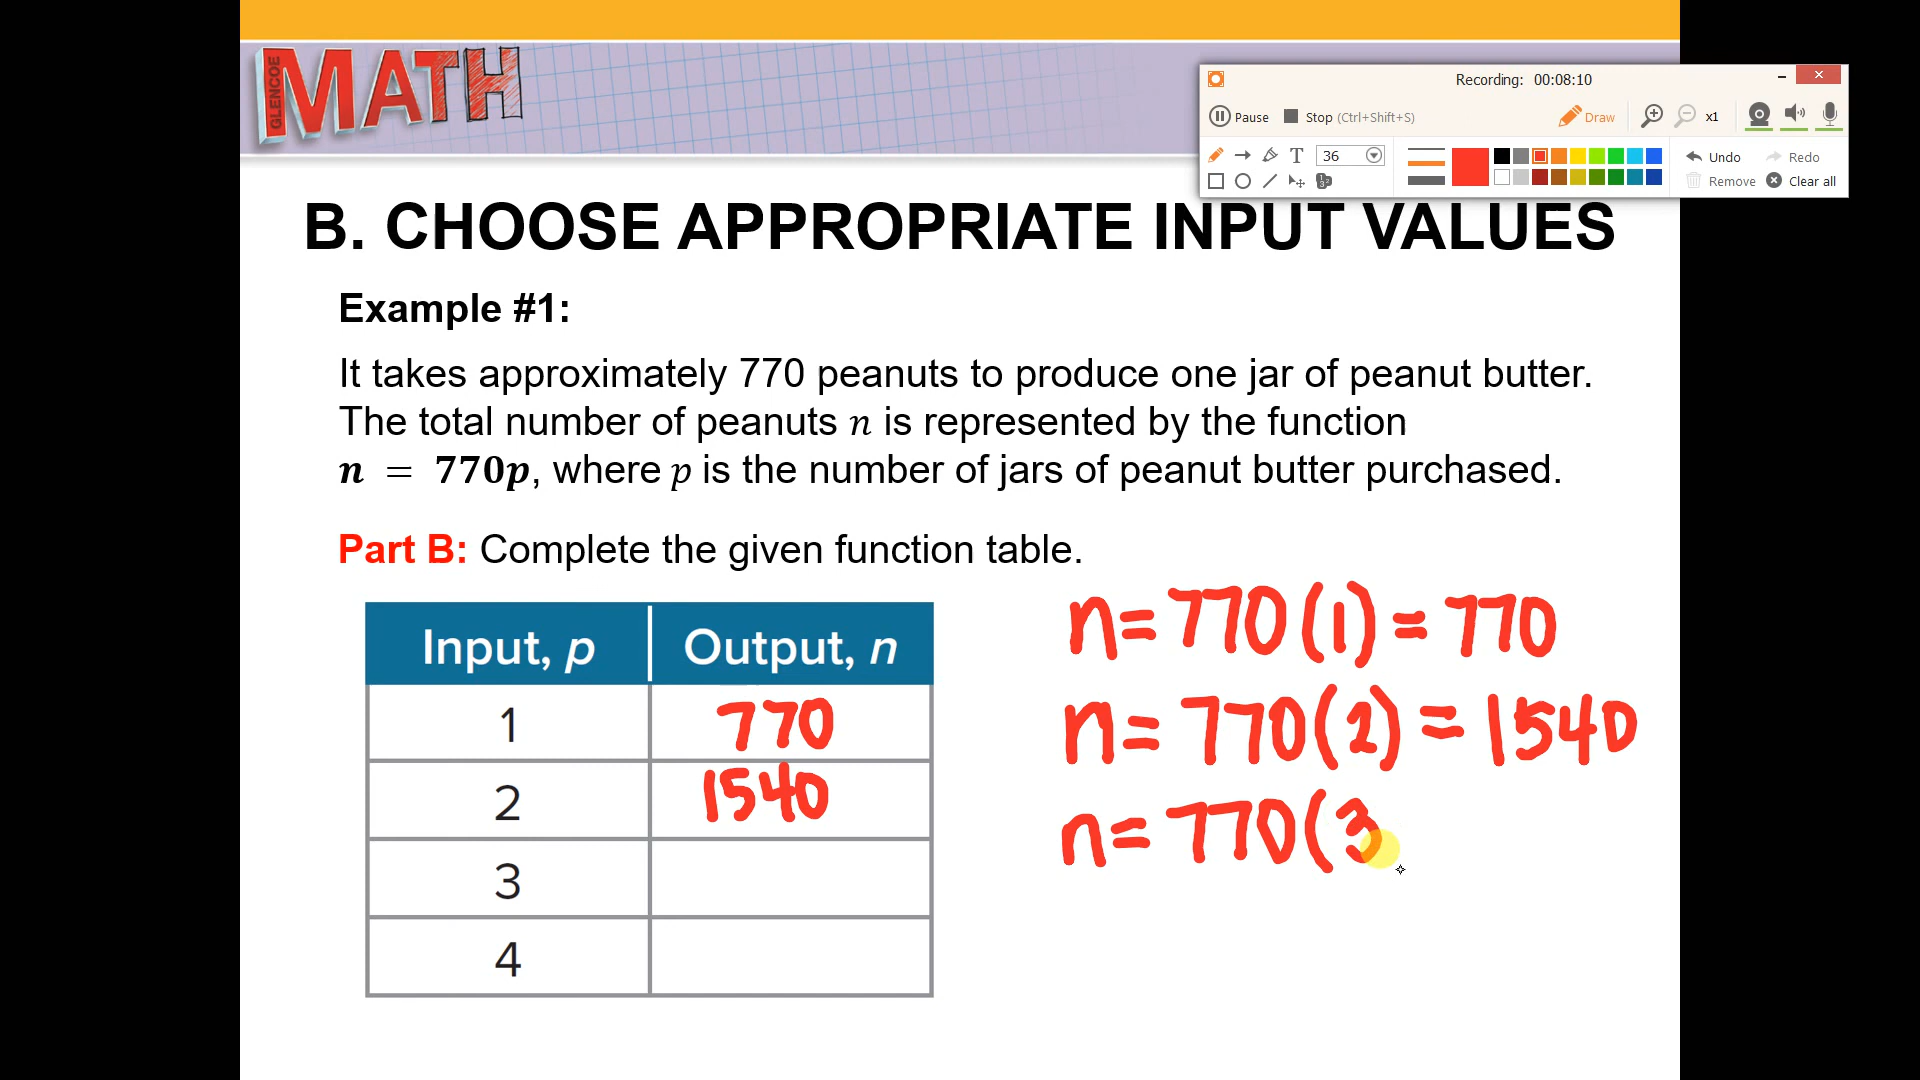 GLENCOE
MATH
Recording: 00:08:10
Pause Stop (Ctrl+Shift+S) Draw x1
T 36 Undo Redo
Remove Clear all
B. CHOOSE APPROPRIATE INPUT VALUES
Example #1:
It takes approximately 770 peanuts to produce one jar of peanut butter.
The total number of peanuts n is represented by the function
n = 770p, where p is the number of jars of peanut butter purchased.
Part B: Complete the given function table.
Input, p Output, n
1 770
2 1540
3
4
n=770(1)=770
n=770(2)=1540
n=770(3